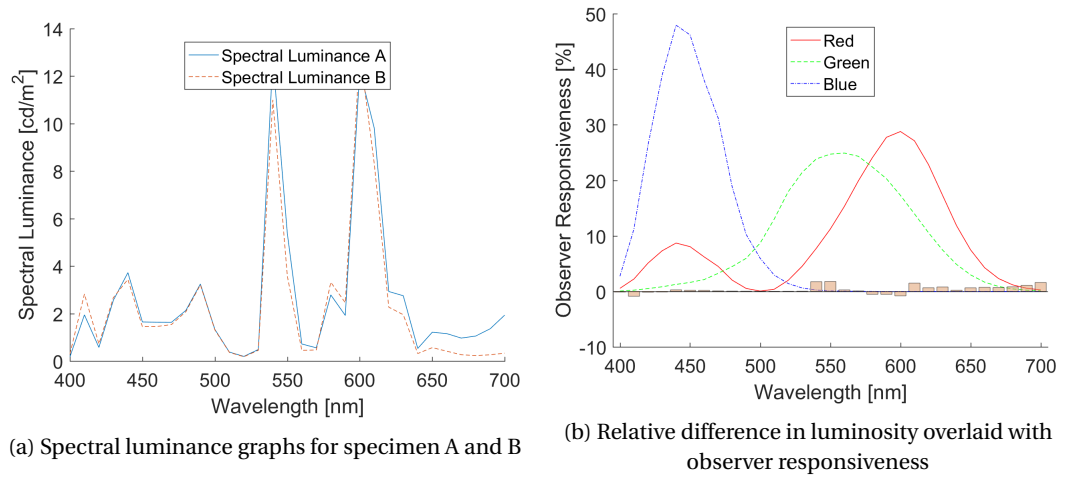 14
12
10
8
6
4
2
0
Spectral Luminance [cd/m2]
Spectral Luminance A
Spectral Luminance B
400
450
500
550
600
650
700
Wavelength [nm]
(a) Spectral luminance graphs for specimen A and B
50
40
30
20
10
0
-10
Observer Responsiveness [%]
Red
Green
Blue
400
450
500
550
600
650
700
Wavelength [nm]
(b) Relative difference in luminosity overlaid with
observer responsiveness